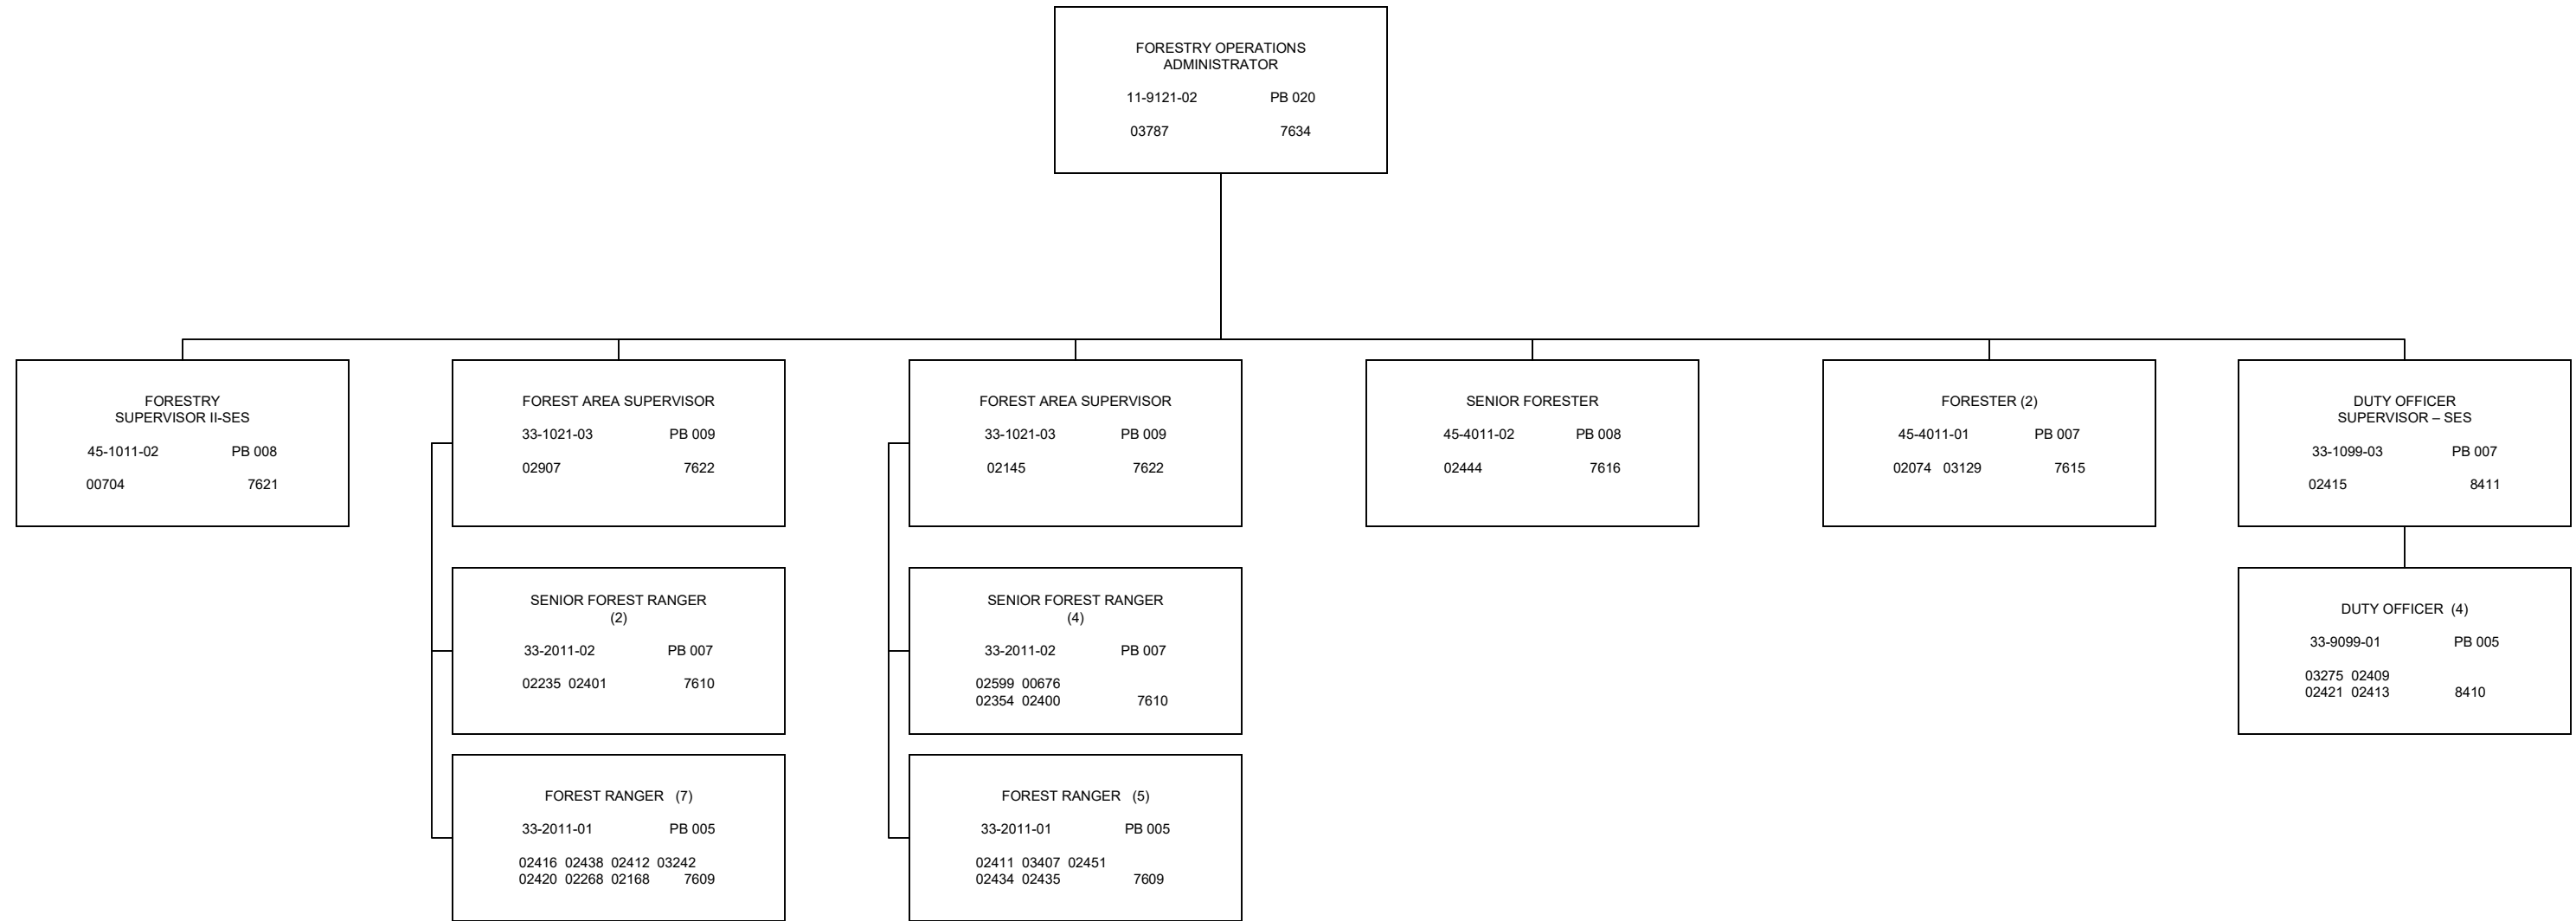 FORESTRY OPERATIONS
ADMINISTRATOR
11-9121-02 PB 020
03787 7634
FORESTRY
SUPERVISOR II-SES
45-1011-02 PB 008
00704 7621
FOREST AREA SUPERVISOR
33-1021-03 PB 009
02907 7622
SENIOR FOREST RANGER
(2)
33-2011-02 PB 007
02235 02401 7610
FOREST RANGER (7)
33-2011-01 PB 005
02416 02438 02412 03242
02420 02268 02168 7609
FOREST AREA SUPERVISOR
33-1021-03 PB 009
02145 7622
SENIOR FOREST RANGER
(4)
33-2011-02 PB 007
02599 00676
02354 02400 7610
FOREST RANGER (5)
33-2011-01 PB 005
02411 03407 02451
02434 02435 7609
SENIOR FORESTER
45-4011-02 PB 008
02444 7616
FORESTER (2)
45-4011-01 PB 007
02074 03129 7615
DUTY OFFICER
SUPERVISOR – SES
33-1099-03 PB 007
02415 8411
DUTY OFFICER (4)
33-9099-01 PB 005
03275 02409
02421 02413 8410